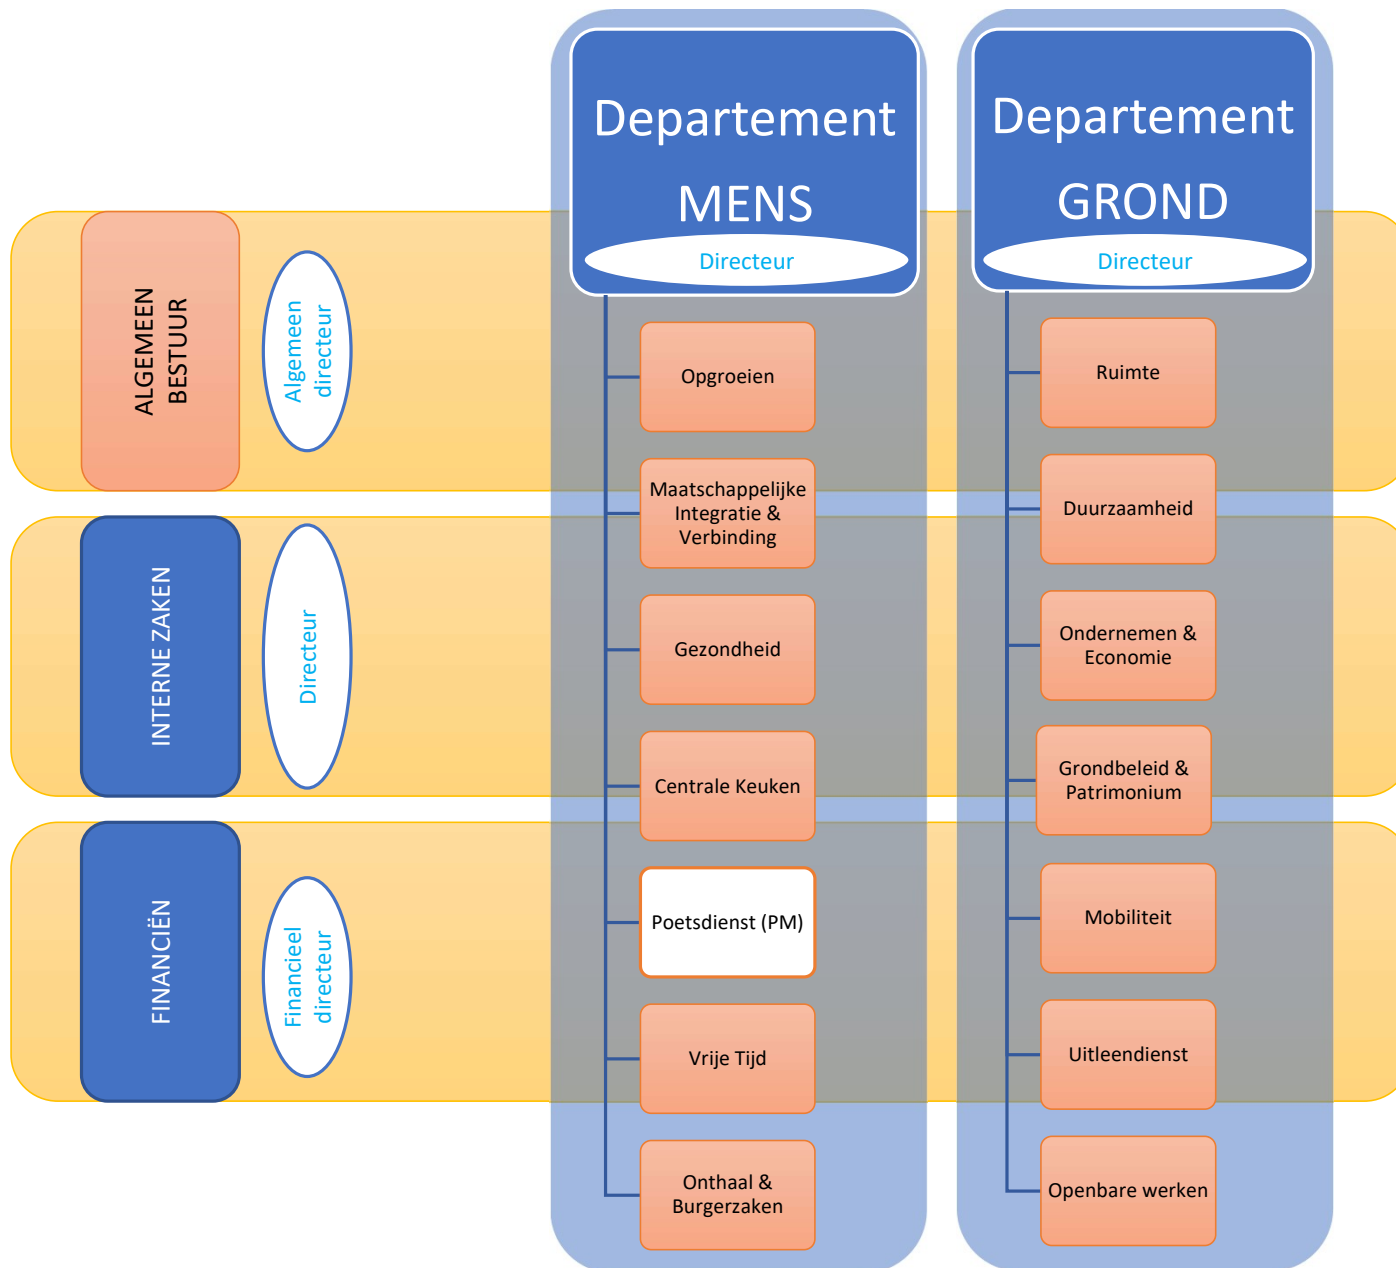 Departement
MENS
Directeur
Departement
GROND
Directeur
ALGEMEEN
BESTUUR
Algemeen
directeur
INTERNE ZAKEN
Directeur
FINANCIËN
Financieel
directeur
Opgroeien
Maatschappelijke
Integratie &
Verbinding
Gezondheid
Centrale Keuken
Poetsdienst (PM)
Vrije Tijd
Onthaal &
Burgerzaken
Ruimte
Duurzaamheid
Ondernemen &
Economie
Grondbeleid &
Patrimonium
Mobiliteit
Uitleendienst
Openbare werken